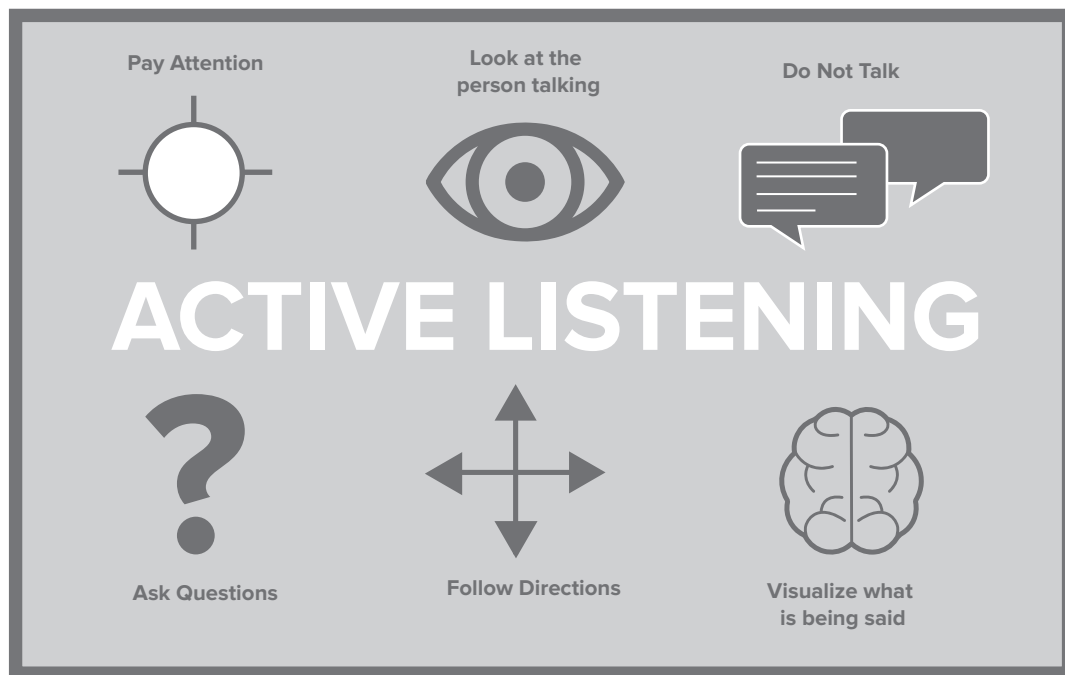 Pay Attention
Look at the
person talking
Do Not Talk
ACTIVE LISTENING
Ask Questions
Follow Directions
Visualize what
is being said